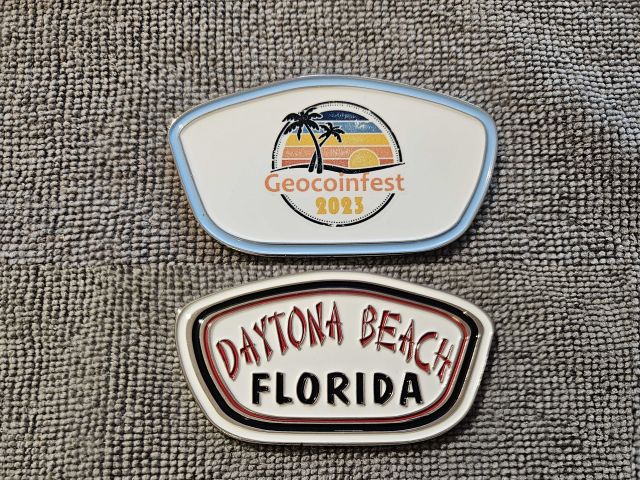 Geocoinfest
2023
DAYTONA BEACH
FLORIDA